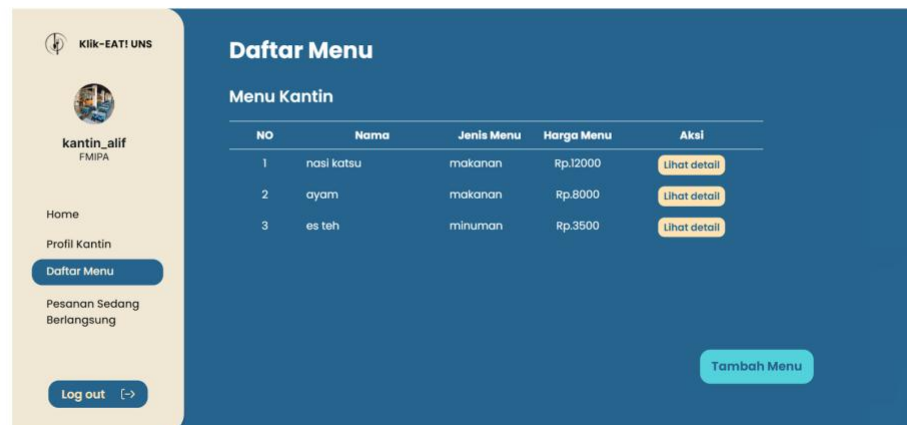 Klik-EAT! UNS
kantin_alif
FMIPA
Home
Profil Kantin
Daftar Menu
Pesanan Sedang
Berlangsung
Log out
Daftar Menu
Menu Kantin
NO Nama Jenis Menu Harga Menu Aksi
1 nasi katsu makanan Rp.12000 Lihat detail
2 ayam makanan Rp.8000 Lihat detail
3 es teh minuman Rp.3500 Lihat detail
Tambah Menu